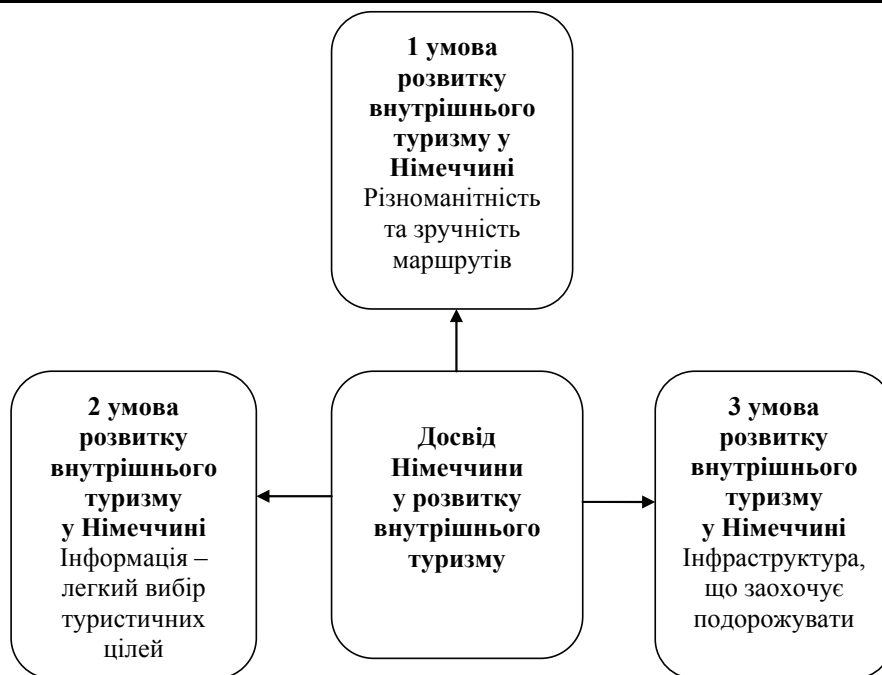 1 умова
розвитку
внутрішнього
туризму у
Німеччині
Різноманітність
та зручність
маршрутів
2 умова
розвитку
внутрішнього
туризму
у Німеччині
Інформація –
легкий вибір
туристичних
цілей
Досвід
Німеччини
у розвитку
внутрішнього
туризму
3 умова
розвитку
внутрішнього
туризму
у Німеччині
Інфраструктура,
що заохочує
подорожувати